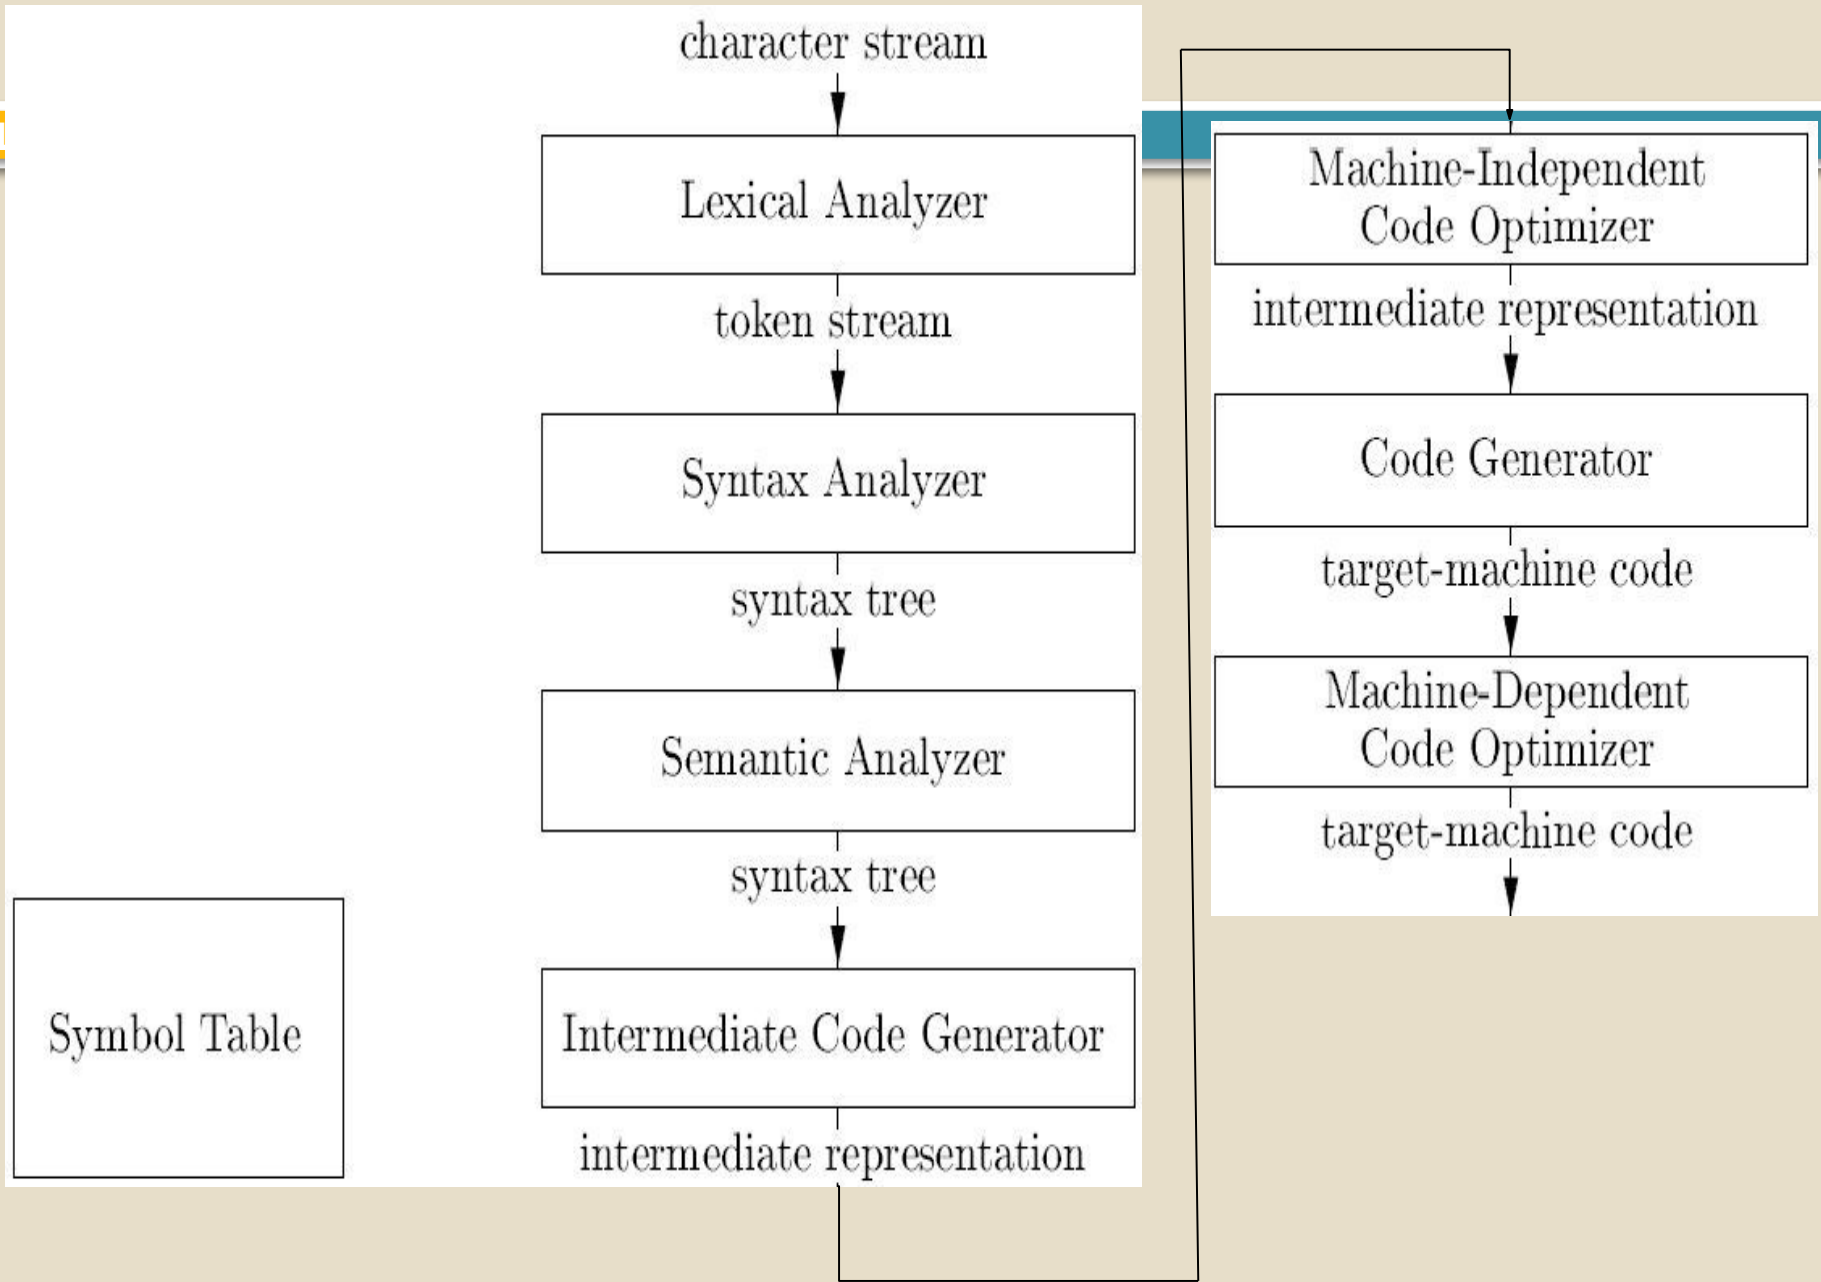 character stream
Lexical Analyzer
token stream
Syntax Analyzer
syntax tree
Semantic Analyzer
syntax tree
Symbol Table
Intermediate Code Generator
intermediate representation
Machine-Independent
Code Optimizer
intermediate representation
Code Generator
target-machine code
Machine-Dependent
Code Optimizer
target-machine code